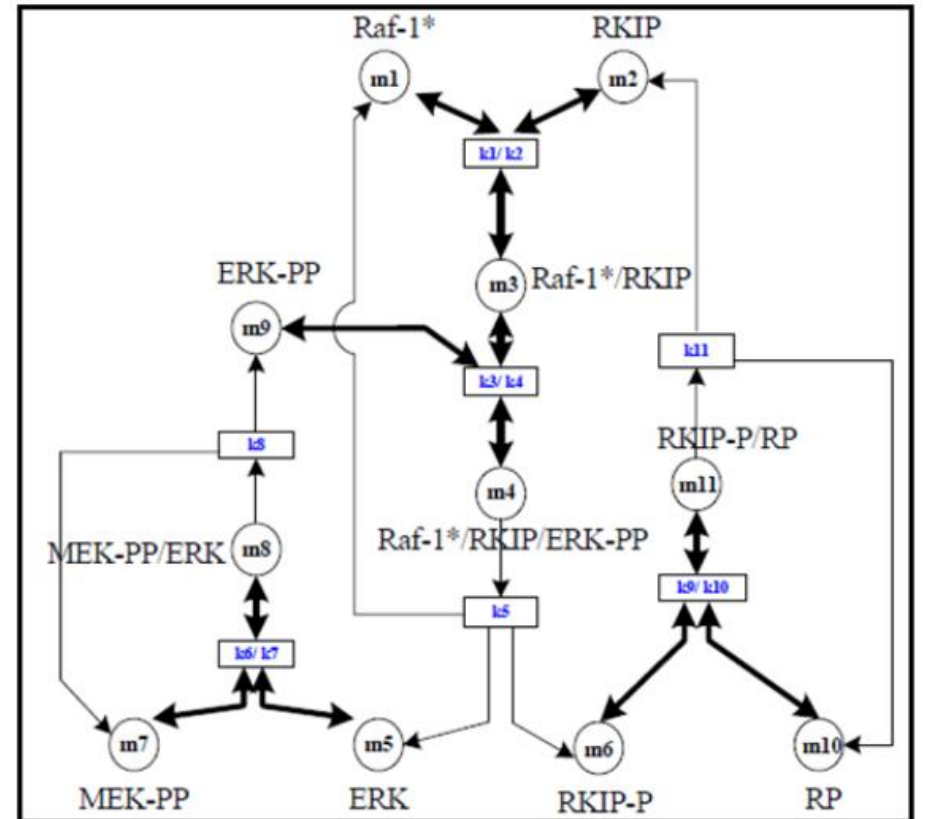 Raf-1* RKIP
m1 m2
k1/ k2
m3 Raf-1*/RKIP
ERK-PP
m9
k3/ k4
k11
k8
RKIP-P/RP
m11
m4
Raf-1*/RKIP/ERK-PP
MEK-PP/ERK m8
k9/ k10
k5
k6/ k7
m7 m5 m6 m10
MEK-PP ERK RKIP-P RP